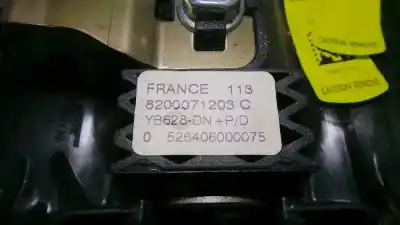 FRANCE 113
8200071203 C
YB628-DN +P/D
0 526406000075